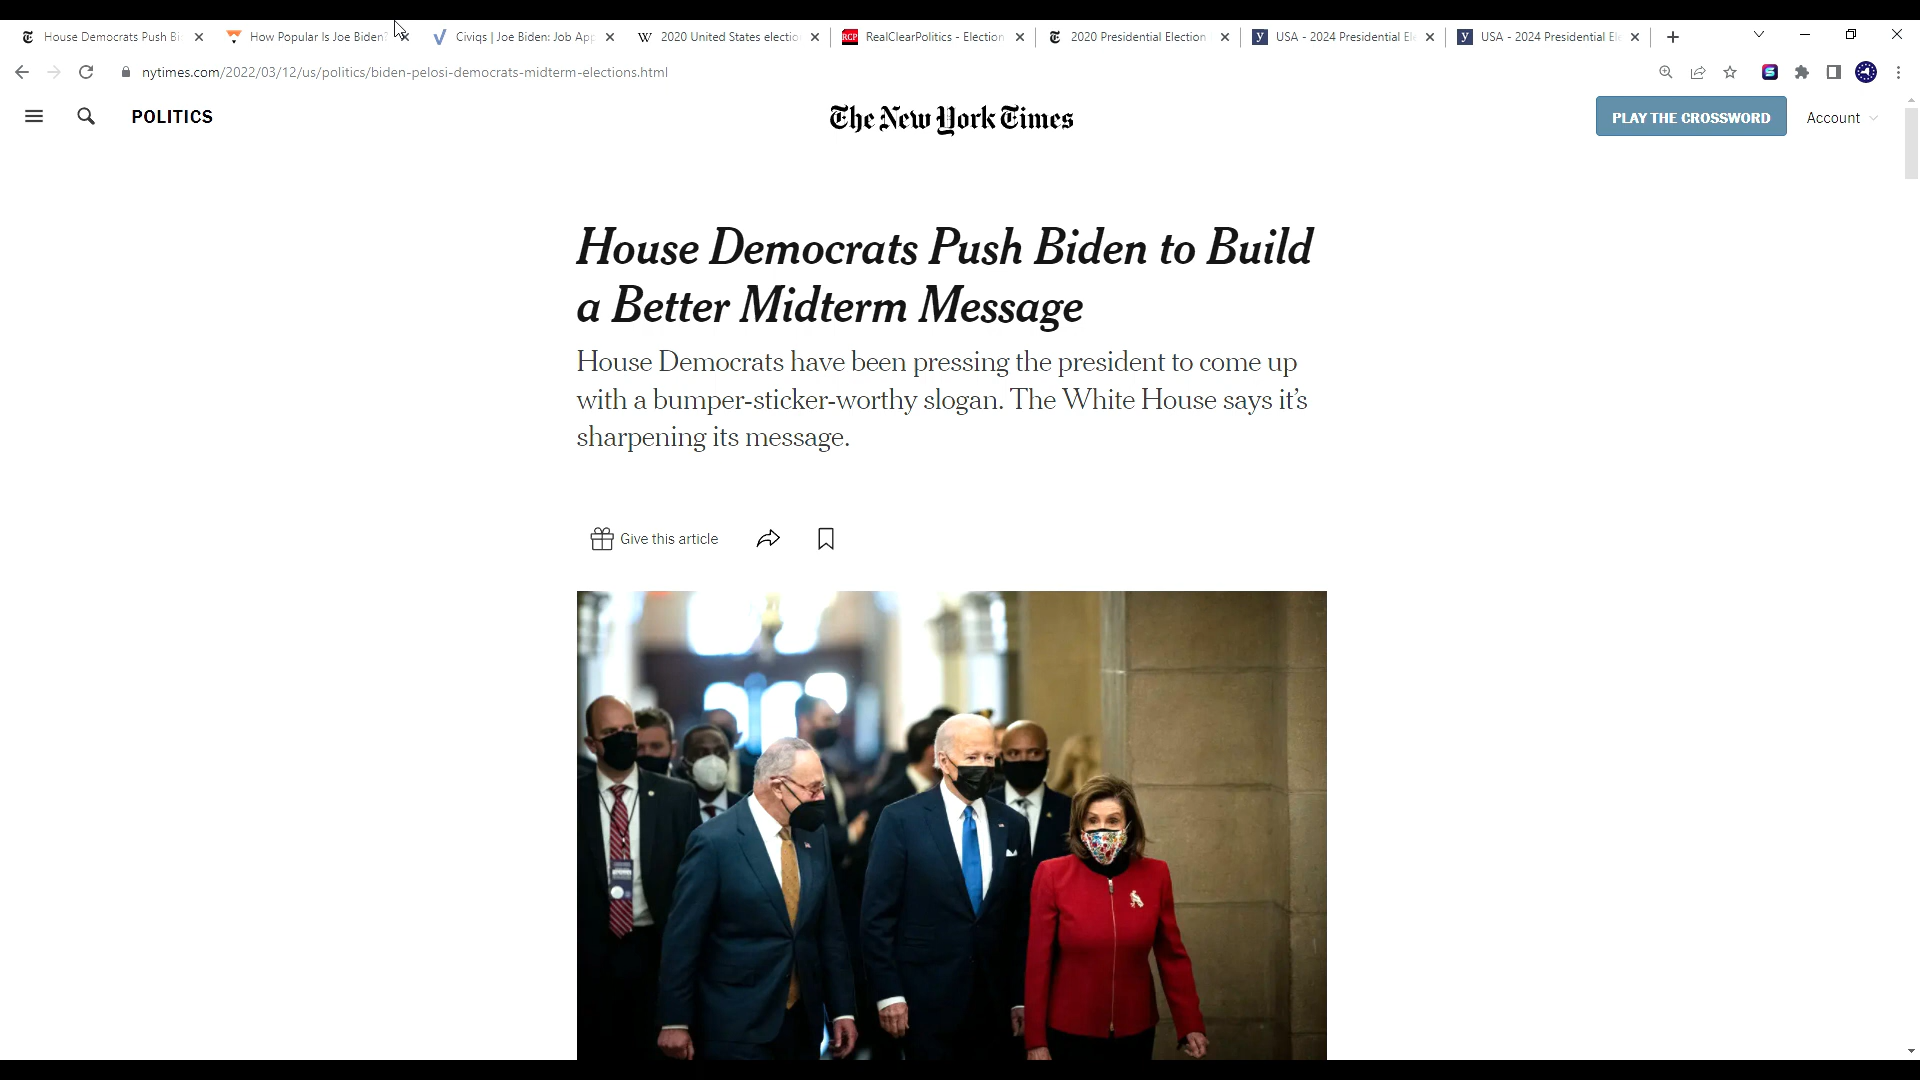 House Democrats Push Bi
How Popular Is Joe Biden?
Civiqs | Joe Biden: Job App
2020 United States electio
RealClearPolitics - Election
2020 Presidential Election
USA - 2024 Presidential El
USA - 2024 Presidential El
nytimes.com/2022/03/12/us/politics/biden-pelosi-democrats-midterm-elections.html
POLITICS
The New York Times
PLAY THE CROSSWORD
Account
House Democrats Push Biden to Build
a Better Midterm Message
House Democrats have been pressing the president to come up
with a bumper-sticker-worthy slogan. The White House says it's
sharpening its message.
Give this article